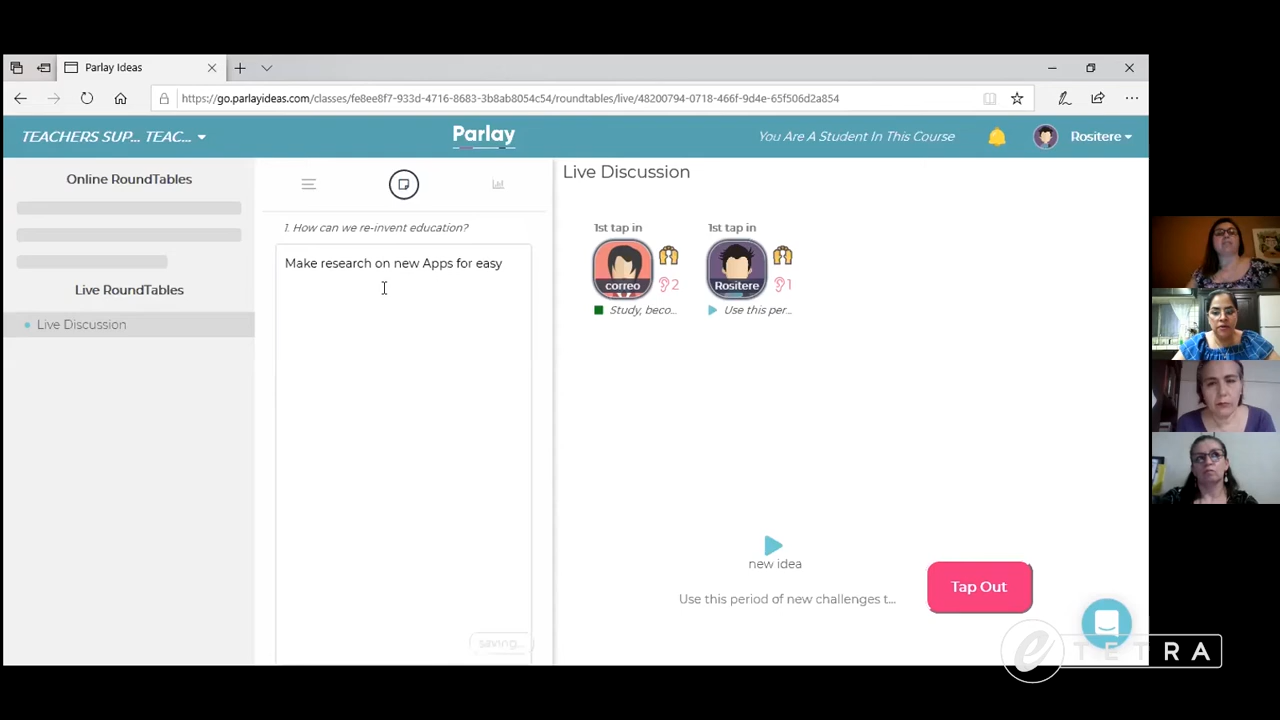 Parlay Ideas
https://go.parlayideas.com/classes/fe8ee8f7-933d-4716-8683-3b8ab8054c54/roundtables/live/48200794-0718-466f-9d4e-65f506d2a854
TEACHERS SUP... TEAC...
Parlay
You Are A Student In This Course
Rositere
Online RoundTables
Live RoundTables
Live Discussion
1. How can we re-invent education?
Make research on new Apps for easy
saving...
Live Discussion
1st tap in
1st tap in
correo
2
Rositere
1
Study, beco...
Use this per...
new idea
Use this period of new challenges t...
Tap Out
e TETRA